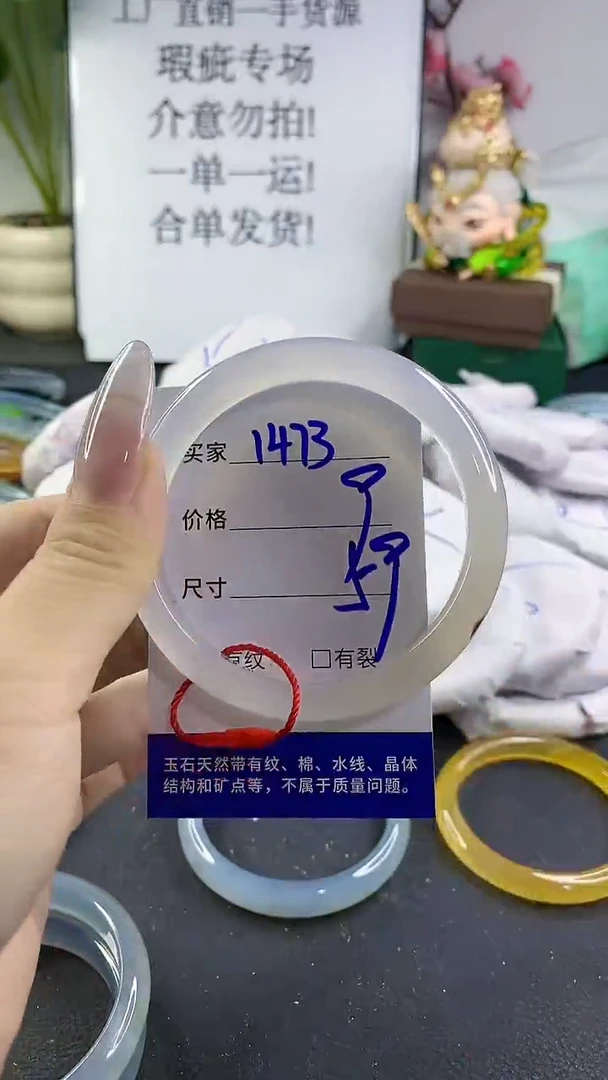 工厂直销一手货源
瑕疵专场
介意勿拍!
一单一运!
合单发货!
买家 1473
价格
尺寸
纹 □有裂
玉石天然带有纹、棉、水线、晶体
结构和矿点等，不属于质量问题。